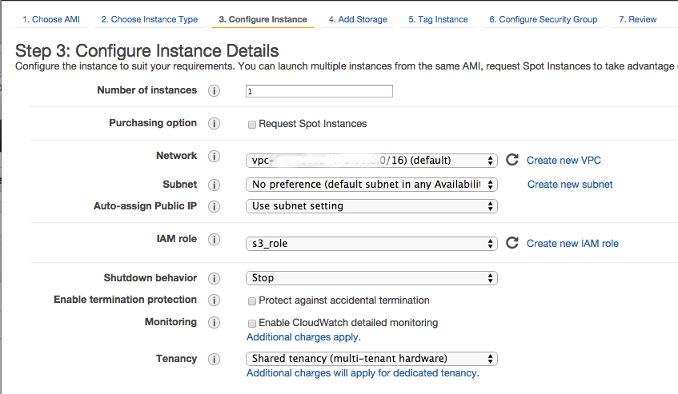 1. Choose AMI 2. Choose Instance Type 3. Configure Instance 4. Add Storage 5. Tag Instance 6. Configure Security Group 7. Review
Step 3: Configure Instance Details
Configure the instance to suit your requirements. You can launch multiple instances from the same AMI, request Spot Instances to take advantage
Number of instances i 1
Purchasing option i Request Spot Instances
Network i vpc- .0/16) (default) Create new VPC
Subnet i No preference (default subnet in any Availabilit Create new subnet
Auto-assign Public IP i Use subnet setting
IAM role i s3_role Create new IAM role
Shutdown behavior i Stop
Enable termination protection i Protect against accidental termination
Monitoring i Enable CloudWatch detailed monitoring
Additional charges apply.
Tenancy i Shared tenancy (multi-tenant hardware)
Additional charges will apply for dedicated tenancy.